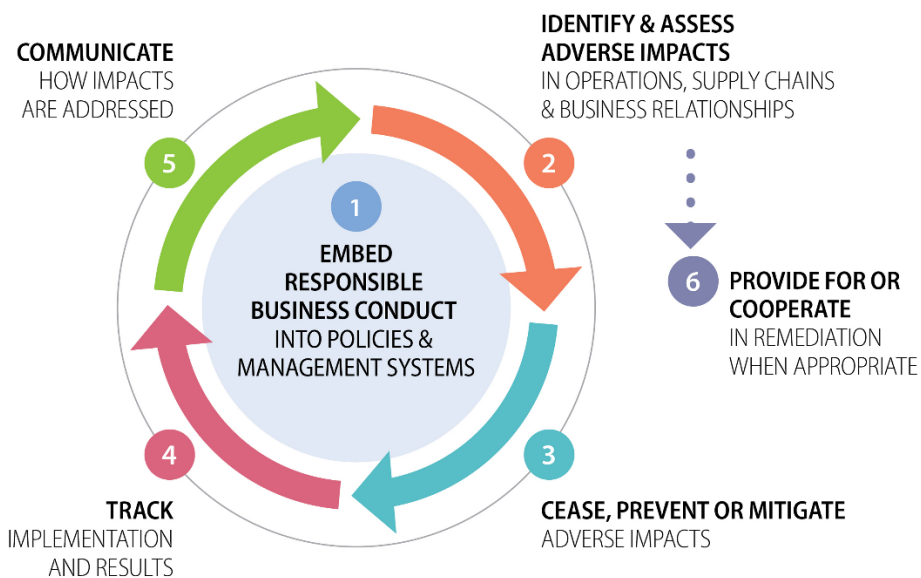 1
EMBED
RESPONSIBLE
BUSINESS CONDUCT
INTO POLICIES &
MANAGEMENT SYSTEMS
2
IDENTIFY & ASSESS
ADVERSE IMPACTS
IN OPERATIONS, SUPPLY CHAINS
& BUSINESS RELATIONSHIPS
3
CEASE, PREVENT OR MITIGATE
ADVERSE IMPACTS
4
TRACK
IMPLEMENTATION
AND RESULTS
5
COMMUNICATE
HOW IMPACTS
ARE ADDRESSED
6
PROVIDE FOR OR
COOPERATE
IN REMEDIATION
WHEN APPROPRIATE